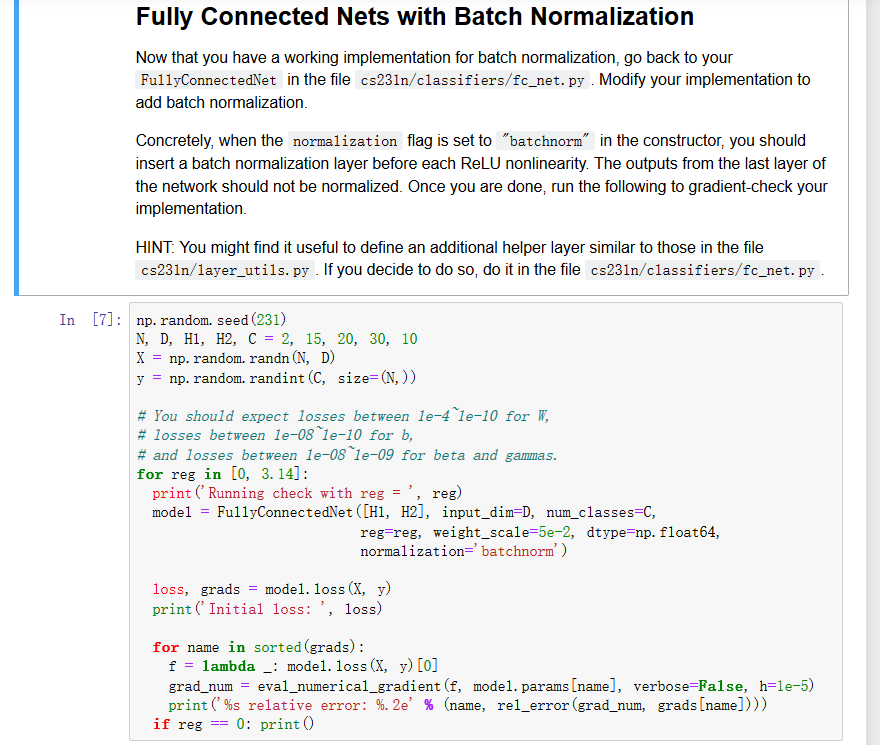 Fully Connected Nets with Batch Normalization
Now that you have a working implementation for batch normalization, go back to your
FullyConnectedNet in the file cs231n/classifiers/fc_net.py . Modify your implementation to
add batch normalization.
Concretely, when the normalization flag is set to "batchnorm" in the constructor, you should
insert a batch normalization layer before each ReLU nonlinearity. The outputs from the last layer of
the network should not be normalized. Once you are done, run the following to gradient-check your
implementation.
HINT: You might find it useful to define an additional helper layer similar to those in the file
cs231n/layer_utils.py . If you decide to do so, do it in the file cs231n/classifiers/fc_net.py .
In [7]: np.random.seed(231)
N, D, H1, H2, C = 2, 15, 20, 30, 10
X = np.random.randn(N, D)
y = np.random.randint(C, size=(N,))
# You should expect losses between 1e-4~1e-10 for W,
# losses between 1e-08~1e-10 for b,
# and losses between 1e-08~1e-09 for beta and gammas.
for reg in [0, 3.14]:
  print('Running check with reg = ', reg)
  model = FullyConnectedNet([H1, H2], input_dim=D, num_classes=C,
                            reg=reg, weight_scale=5e-2, dtype=np.float64,
                            normalization='batchnorm')
  loss, grads = model.loss(X, y)
  print('Initial loss: ', loss)
  for name in sorted(grads):
    f = lambda _: model.loss(X, y)[0]
    grad_num = eval_numerical_gradient(f, model.params[name], verbose=False, h=1e-5)
    print('%s relative error: %.2e' % (name, rel_error(grad_num, grads[name])))
  if reg == 0: print()